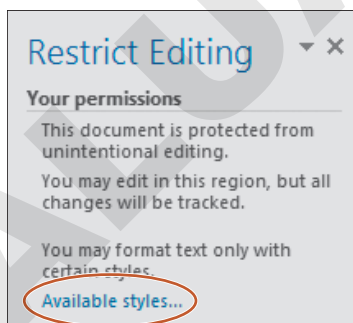 Restrict Editing
Your permissions
This document is protected from
unintentional editing.
You may edit in this region, but all
changes will be tracked.
You may format text only with
certain styles.
Available styles...